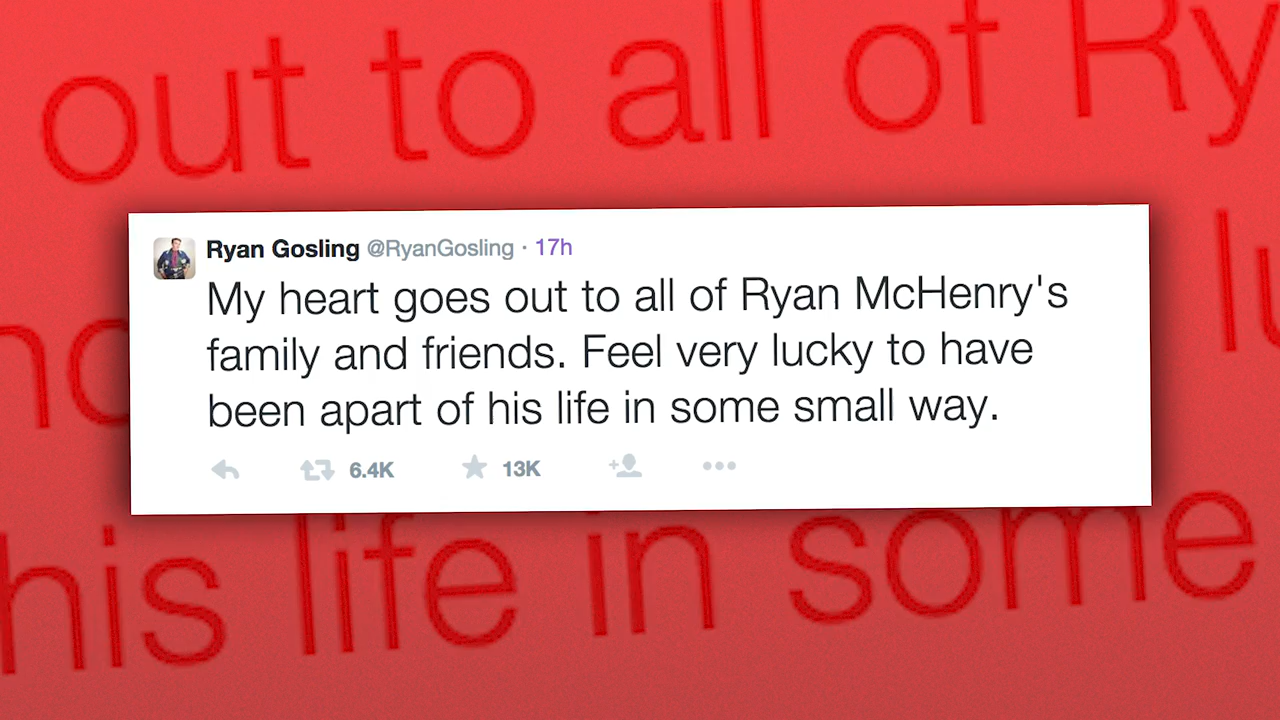 out to all of Ry
Ryan Gosling @RyanGosling · 17h
My heart goes out to all of Ryan McHenry's
family and friends. Feel very lucky to have
been apart of his life in some small way.
6.4K 13K
his life in some